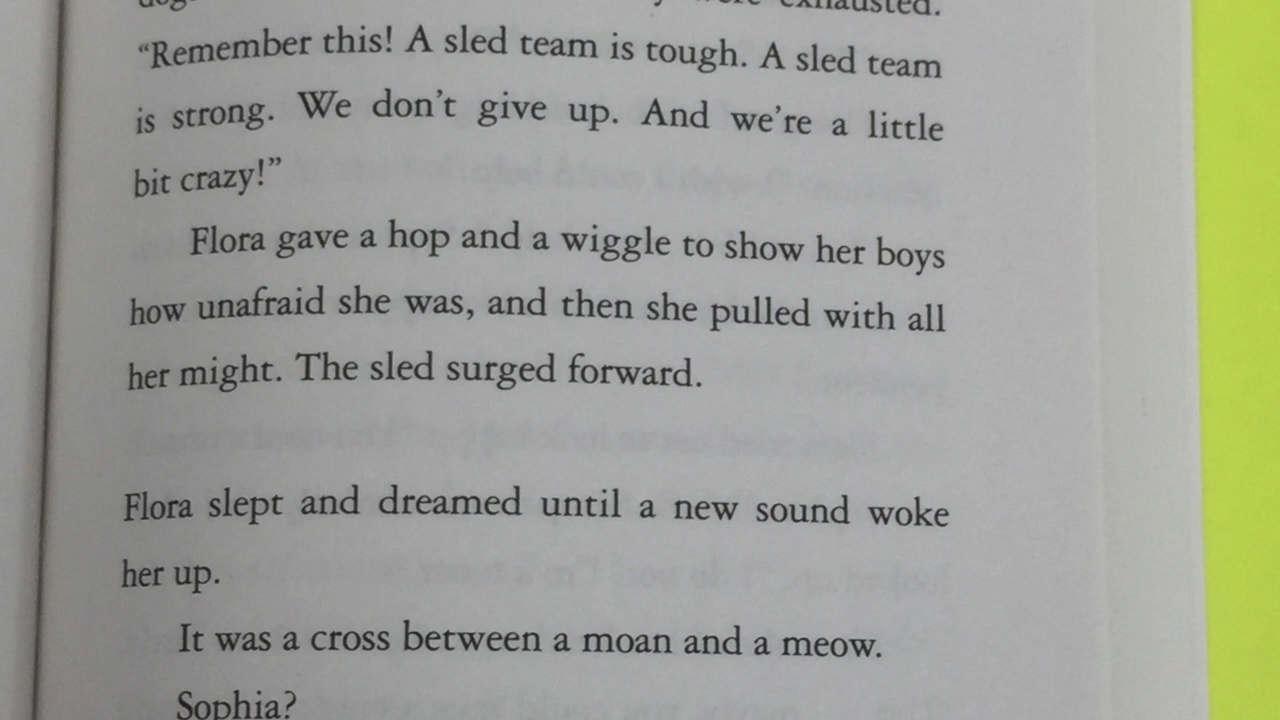 exhausted.
“Remember this! A sled team is tough. A sled team
is strong. We don’t give up. And we’re a little
bit crazy!”
Flora gave a hop and a wiggle to show her boys
how unafraid she was, and then she pulled with all
her might. The sled surged forward.
Flora slept and dreamed until a new sound woke
her up.
It was a cross between a moan and a meow.
Sophia?